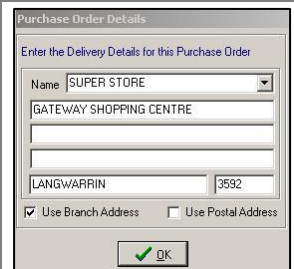 Purchase Order Details
Enter the Delivery Details for this Purchase Order
Name SUPER STORE
GATEWAY SHOPPING CENTRE
LANGWARRIN 3592
Use Branch Address Use Postal Address
OK